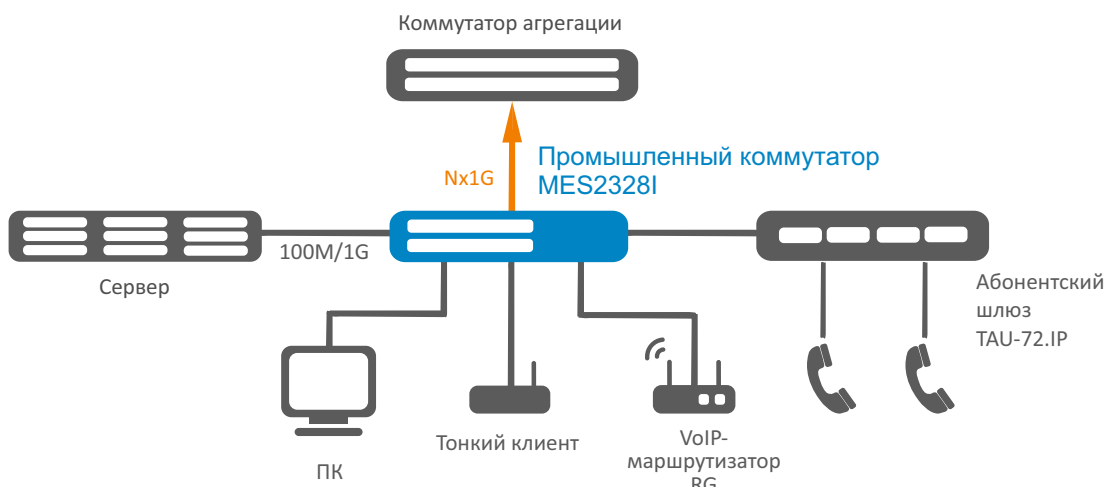 Коммутатор агрегации
Промышленный коммутатор
MES2328I
Nx1G
100M/1G
Сервер
Абонентский
шлюз
TAU-72.IP
ПК
Тонкий клиент
VoIP-
маршрутизатор
RG